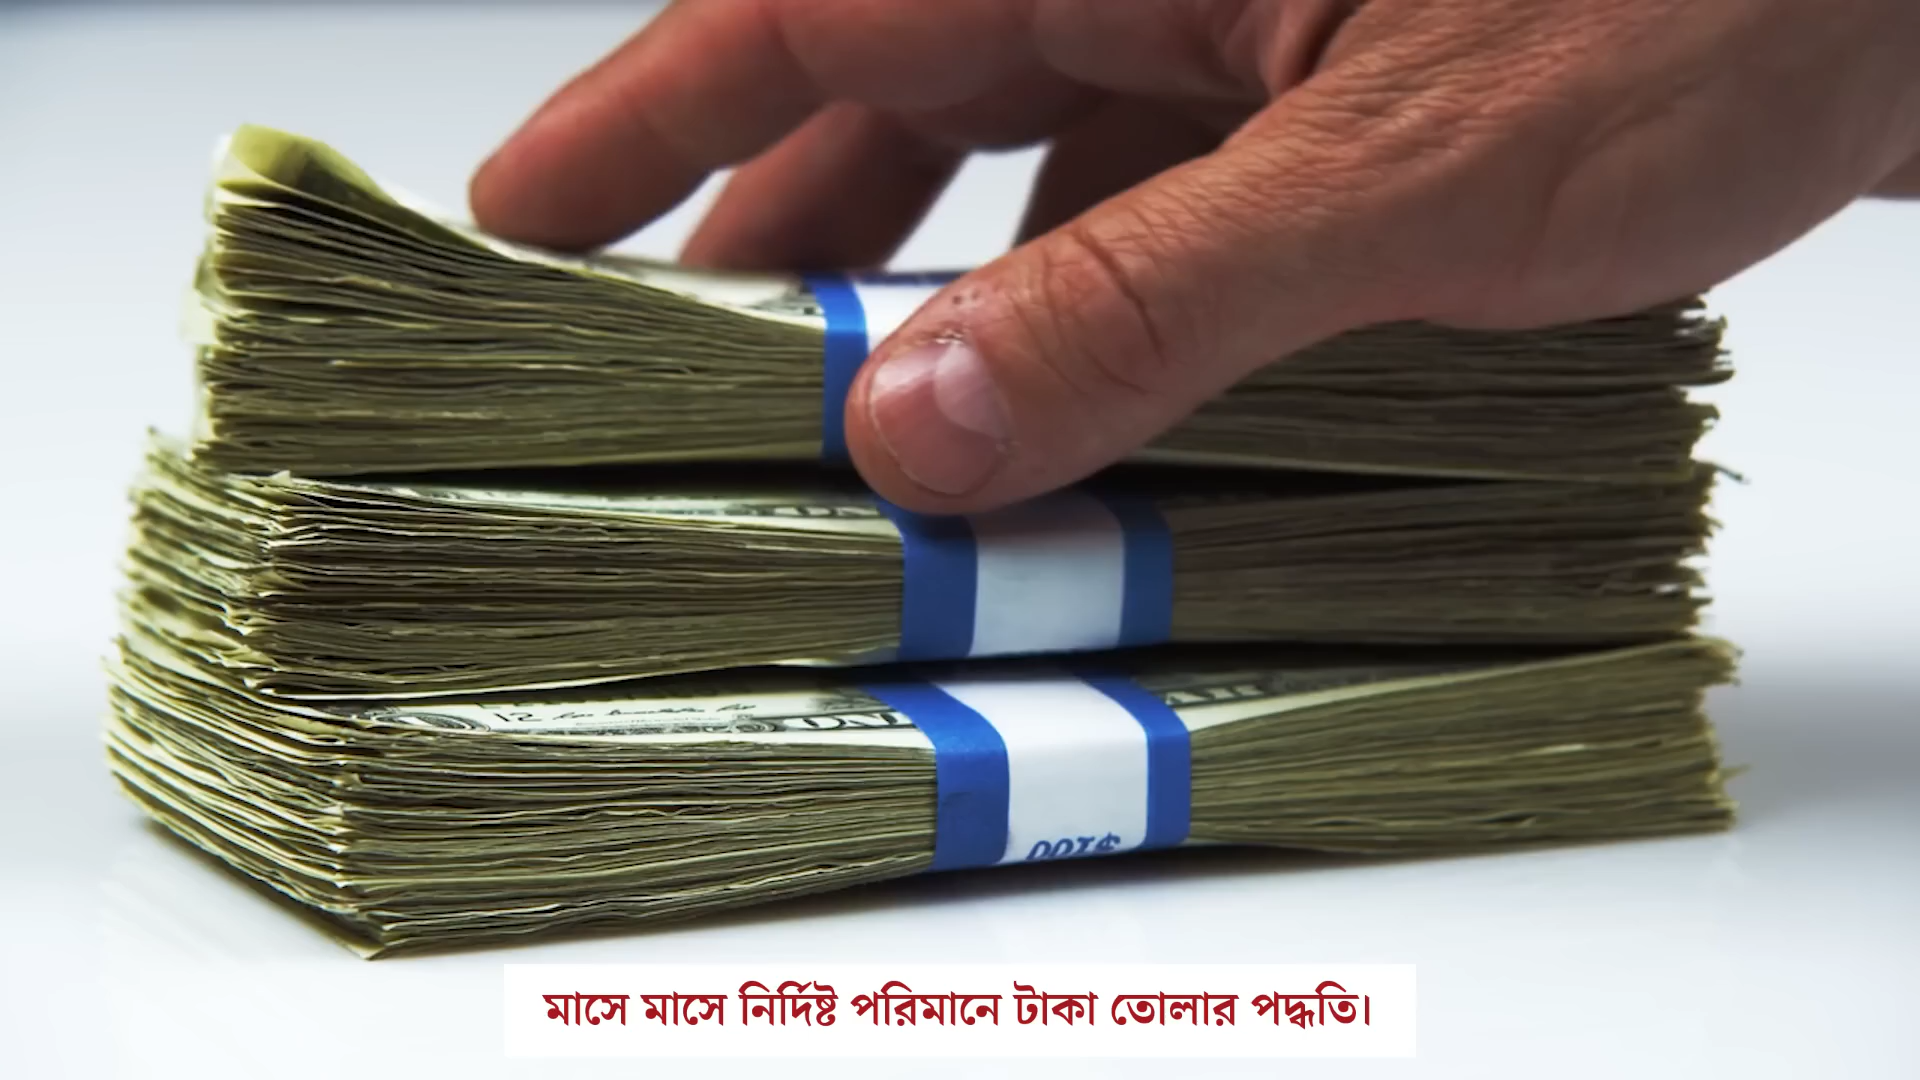 মাসে মাসে নির্দিষ্ট পরিমানে টাকা তোলার পদ্ধতি।